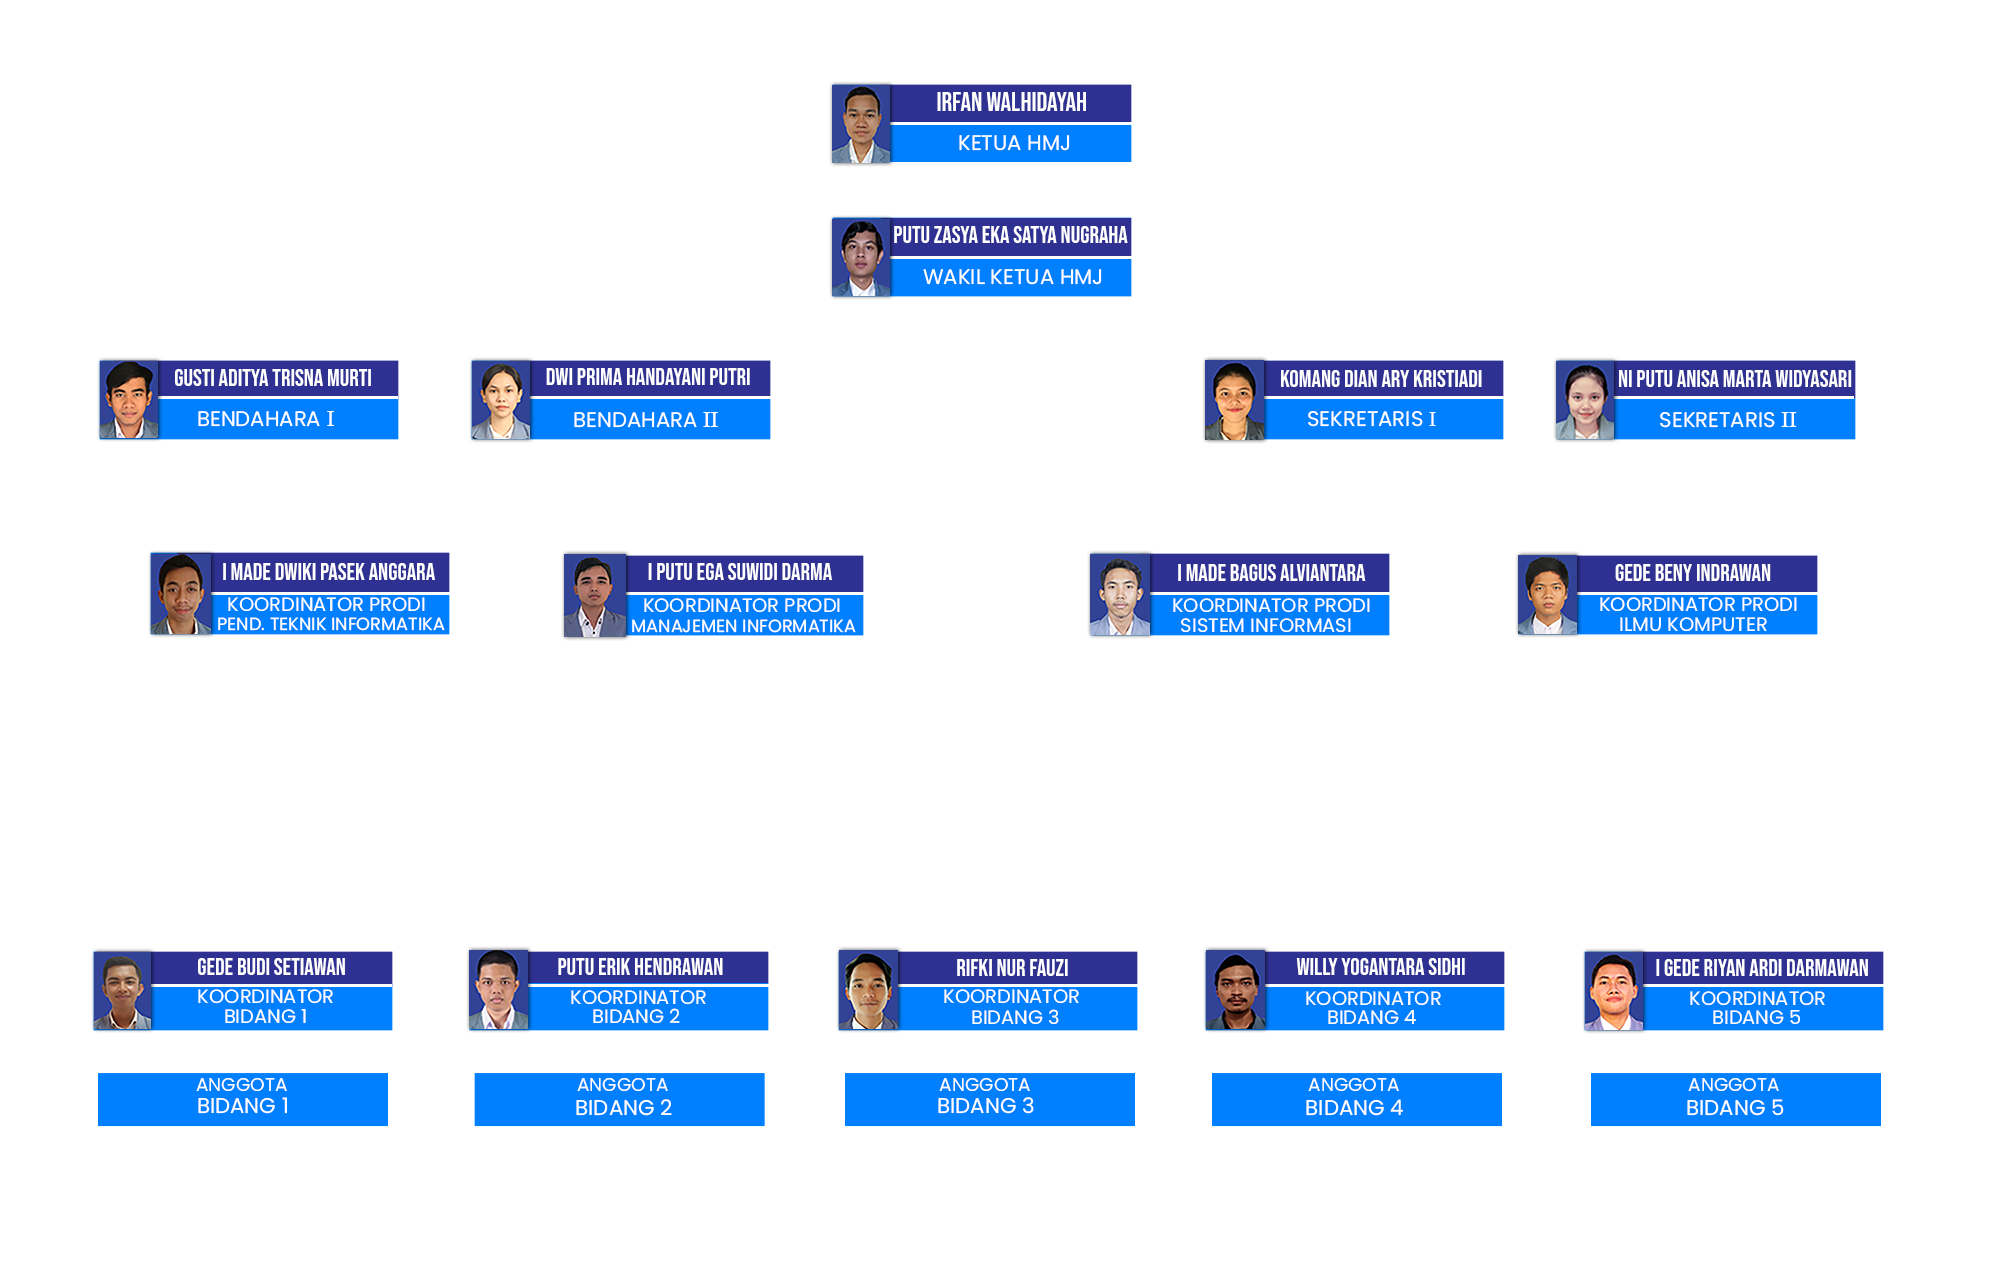 IRFAN WALHIDAYAH
KETUA HMJ
PUTU ZASYA EKA SATYA NUGRAHA
WAKIL KETUA HMJ
GUSTI ADITYA TRISNA MURTI
BENDAHARA I
DWI PRIMA HANDAYANI PUTRI
BENDAHARA II
KOMANG DIAN ARY KRISTIADI
SEKRETARIS I
NI PUTU ANISA MARTA WIDYASARI
SEKRETARIS II
I MADE DWIKI PASEK ANGGARA
KOORDINATOR PRODI
PEND. TEKNIK INFORMATIKA
I PUTU EGA SUWIDI DARMA
KOORDINATOR PRODI
MANAJEMEN INFORMATIKA
I MADE BAGUS ALVIANTARA
KOORDINATOR PRODI
SISTEM INFORMASI
GEDE BENY INDRAWAN
KOORDINATOR PRODI
ILMU KOMPUTER
GEDE BUDI SETIAWAN
KOORDINATOR
BIDANG 1
PUTU ERIK HENDRAWAN
KOORDINATOR
BIDANG 2
RIFKI NUR FAUZI
KOORDINATOR
BIDANG 3
WILLY YOGANTARA SIDHI
KOORDINATOR
BIDANG 4
I GEDE RIYAN ARDI DARMAWAN
KOORDINATOR
BIDANG 5
ANGGOTA
BIDANG 1
ANGGOTA
BIDANG 2
ANGGOTA
BIDANG 3
ANGGOTA
BIDANG 4
ANGGOTA
BIDANG 5